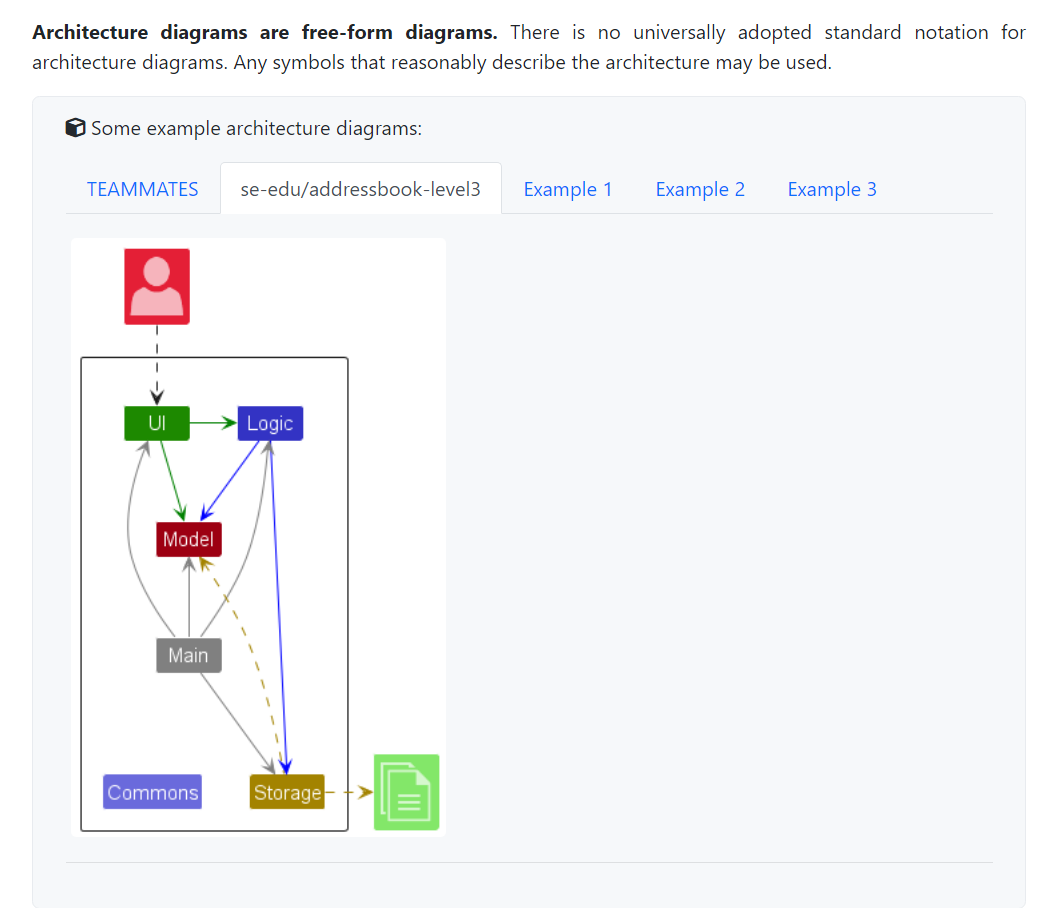 Architecture diagrams are free-form diagrams. There is no universally adopted standard notation for
architecture diagrams. Any symbols that reasonably describe the architecture may be used.
Some example architecture diagrams:
TEAMMATES se-edu/addressbook-level3 Example 1 Example 2 Example 3
UI Logic
Model
Main
Commons Storage